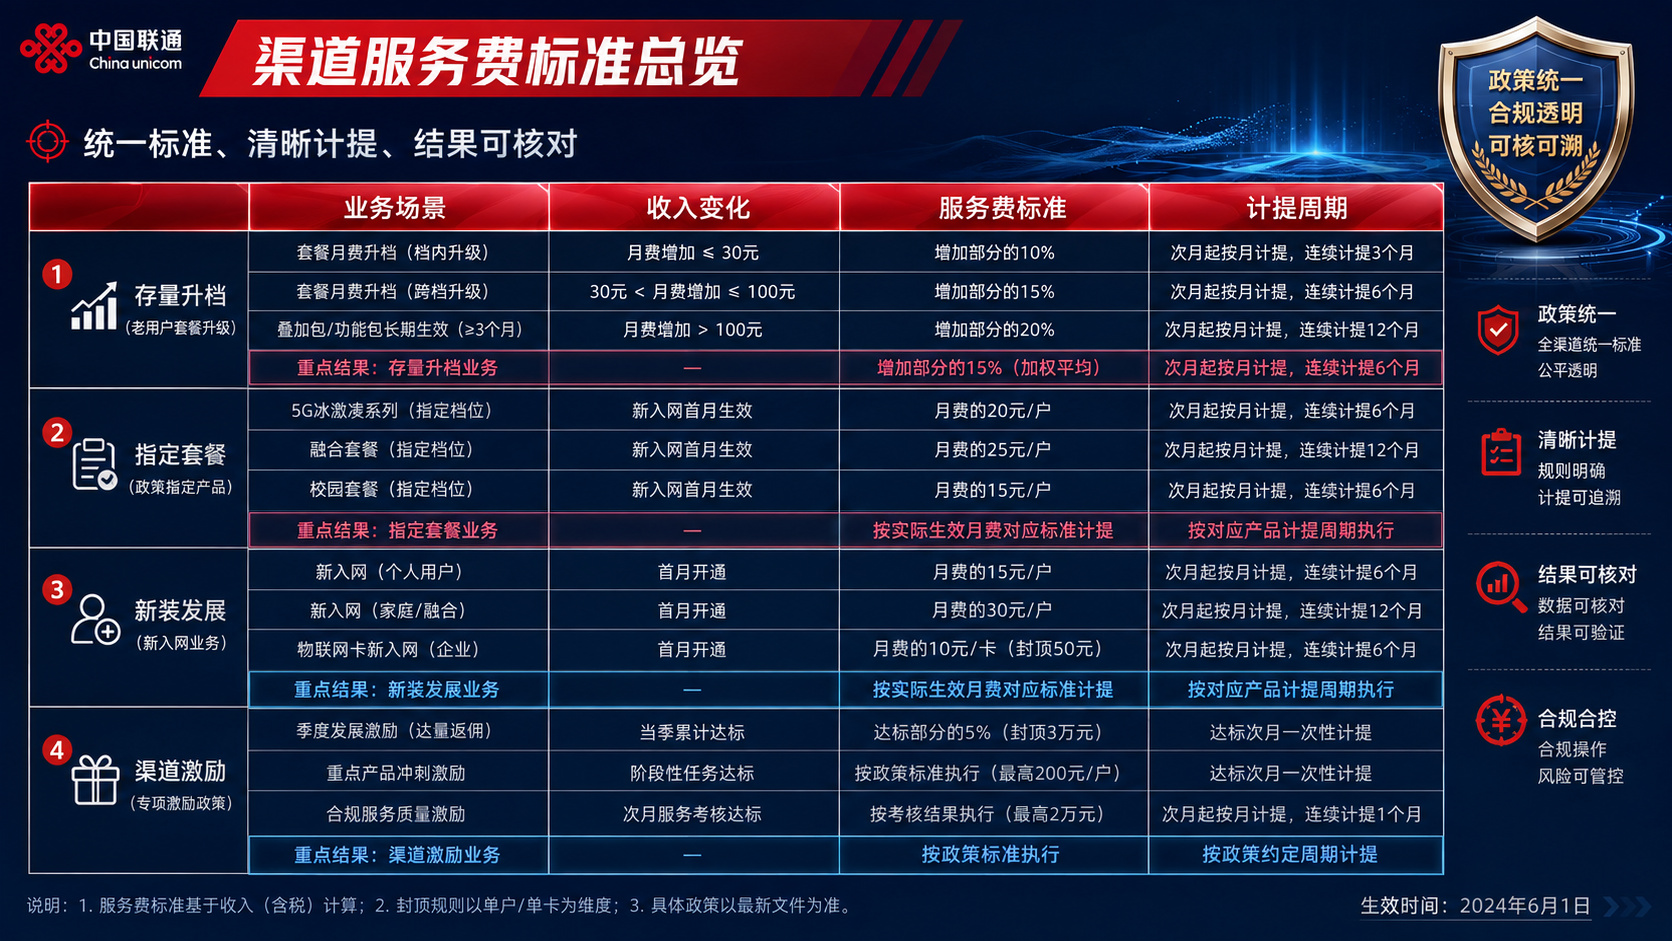 中国联通
China unicom
渠道服务费标准总览
政策统一
合规透明
可核可溯
统一标准、清晰计提、结果可核对
业务场景 收入变化 服务费标准 计提周期
1 存量升档
（老用户套餐升级）
套餐月费升档（档内升级） 月费增加 ≤ 30元 增加部分的10% 次月起按月计提，连续计提3个月
套餐月费升档（跨档升级） 30元 < 月费增加 ≤ 100元 增加部分的15% 次月起按月计提，连续计提6个月
叠加包/功能包长期生效（≥3个月） 月费增加 > 100元 增加部分的20% 次月起按月计提，连续计提12个月
重点结果：存量升档业务 — 增加部分的15%（加权平均） 次月起按月计提，连续计提6个月
2 指定套餐
（政策指定产品）
5G冰激凌系列（指定档位） 新入网首月生效 月费的20元/户 次月起按月计提，连续计提6个月
融合套餐（指定档位） 新入网首月生效 月费的25元/户 次月起按月计提，连续计提12个月
校园套餐（指定档位） 新入网首月生效 月费的15元/户 次月起按月计提，连续计提6个月
重点结果：指定套餐业务 — 按实际生效月费对应标准计提 按对应产品计提周期执行
3 新装发展
（新入网业务）
新入网（个人用户） 首月开通 月费的15元/户 次月起按月计提，连续计提6个月
新入网（家庭/融合） 首月开通 月费的30元/户 次月起按月计提，连续计提12个月
物联网卡新入网（企业） 首月开通 月费的10元/卡（封顶50元） 次月起按月计提，连续计提6个月
重点结果：新装发展业务 — 按实际生效月费对应标准计提 按对应产品计提周期执行
4 渠道激励
（专项激励政策）
季度发展激励（达量返佣） 当季累计达标 达标部分的5%（封顶3万元） 达标次月一次性计提
重点产品冲刺激励 阶段性任务达标 按政策标准执行（最高200元/户） 达标次月一次性计提
合规服务质量激励 次月服务考核达标 按考核结果执行（最高2万元） 次月起按月计提，连续计提1个月
重点结果：渠道激励业务 — 按政策标准执行 按政策约定周期计提
政策统一
全渠道统一标准
公平透明
清晰计提
规则明确
计提可追溯
结果可核对
数据可核对
结果可验证
合规合控
合规操作
风险可管控
说明：1. 服务费标准基于收入（含税）计算；2. 封顶规则以单户/单卡为维度；3. 具体政策以最新文件为准。
生效时间：2024年6月1日